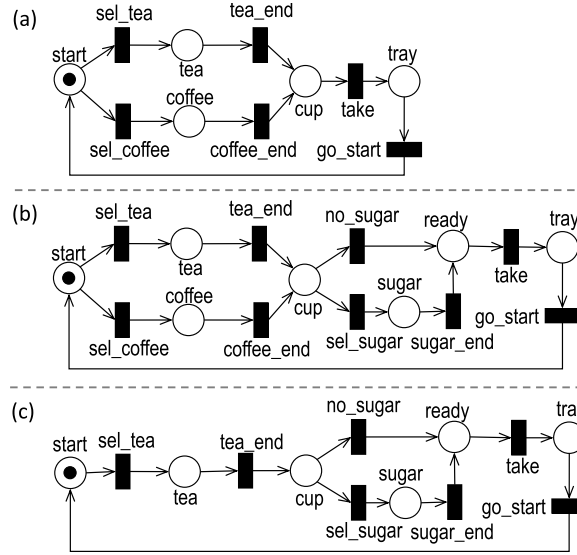 (a)
sel_tea
tea_end
start
tea
tray
coffee
cup
take
sel_coffee
coffee_end
go_start
(b)
sel_tea
tea_end
no_sugar
ready
tray
start
tea
sugar
take
coffee
cup
sel_coffee
coffee_end
sel_sugar
sugar_end
go_start
(c)
no_sugar
ready
tra
start
sel_tea
tea_end
sugar
take
tea
cup
sel_sugar
sugar_end
go_start